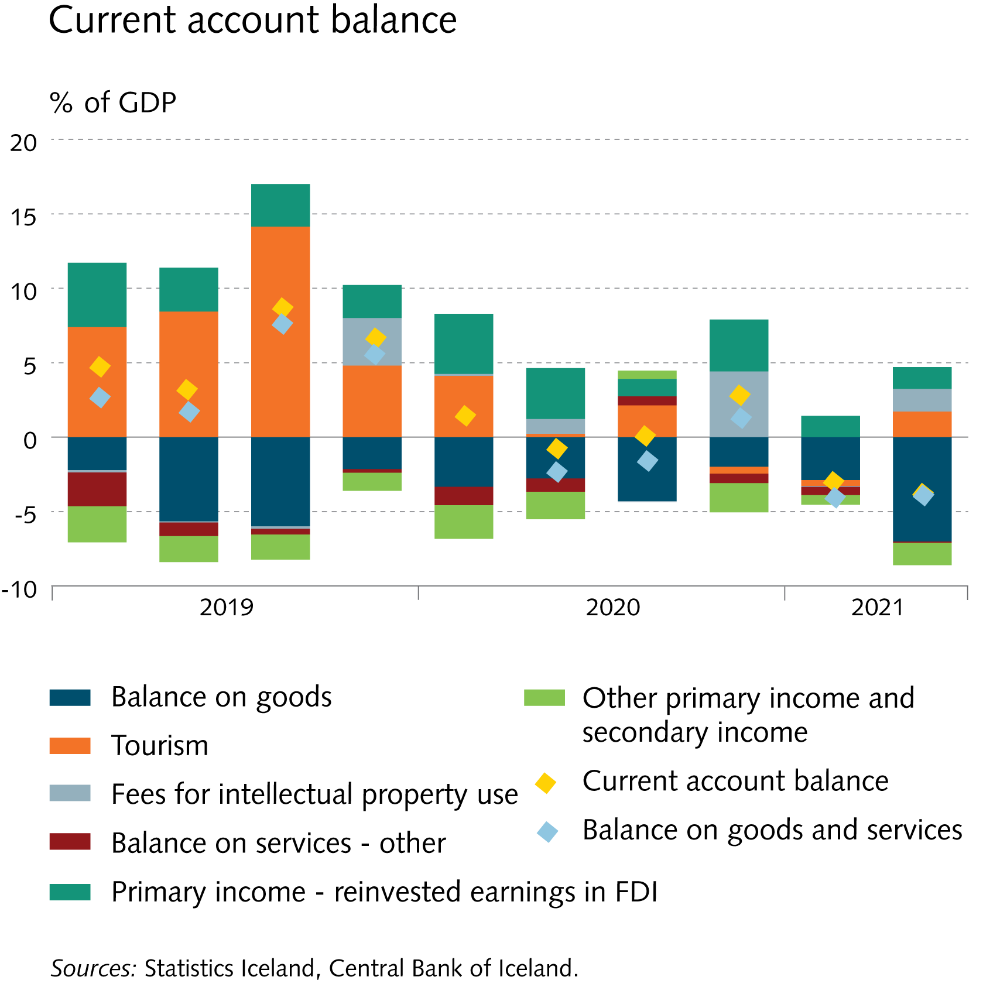 Current account balance
% of GDP
20
15
10
5
0
-5
-10
2019
2020
2021
Balance on goods
Tourism
Fees for intellectual property use
Balance on services - other
Primary income - reinvested earnings in FDI
Other primary income and
secondary income
Current account balance
Balance on goods and services
Sources: Statistics Iceland, Central Bank of Iceland.